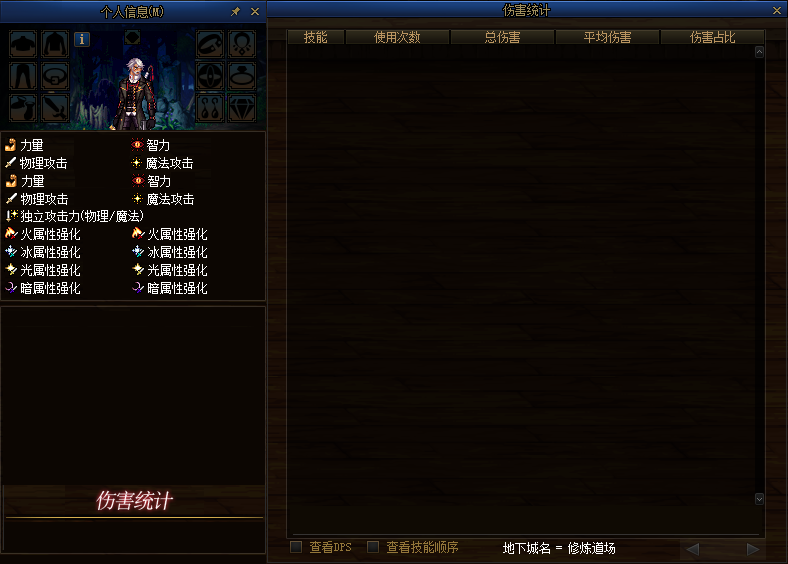 个人信息(M)
i
力量 智力
物理攻击 魔法攻击
力量 智力
物理攻击 魔法攻击
独立攻击力(物理/魔法)
火属性强化 火属性强化
冰属性强化 冰属性强化
光属性强化 光属性强化
暗属性强化 暗属性强化
伤害统计
伤害统计
技能 使用次数 总伤害 平均伤害 伤害占比
查看DPS 查看技能顺序 地下城名 = 修炼道场